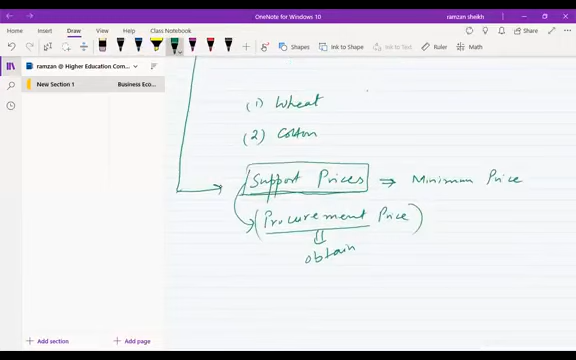 OneNote for Windows 10
ramzan sheikh
Home Insert Draw View Help Class Notebook
Shapes Ink to Shape Ink to Text Ruler Math
Share
ramzan @ Higher Education Com...
New Section 1
Business Eco...
(1) Wheat
(2) Cotton
Support Prices → Minimum Price
(Procurement Price)
obtain
Add section Add page